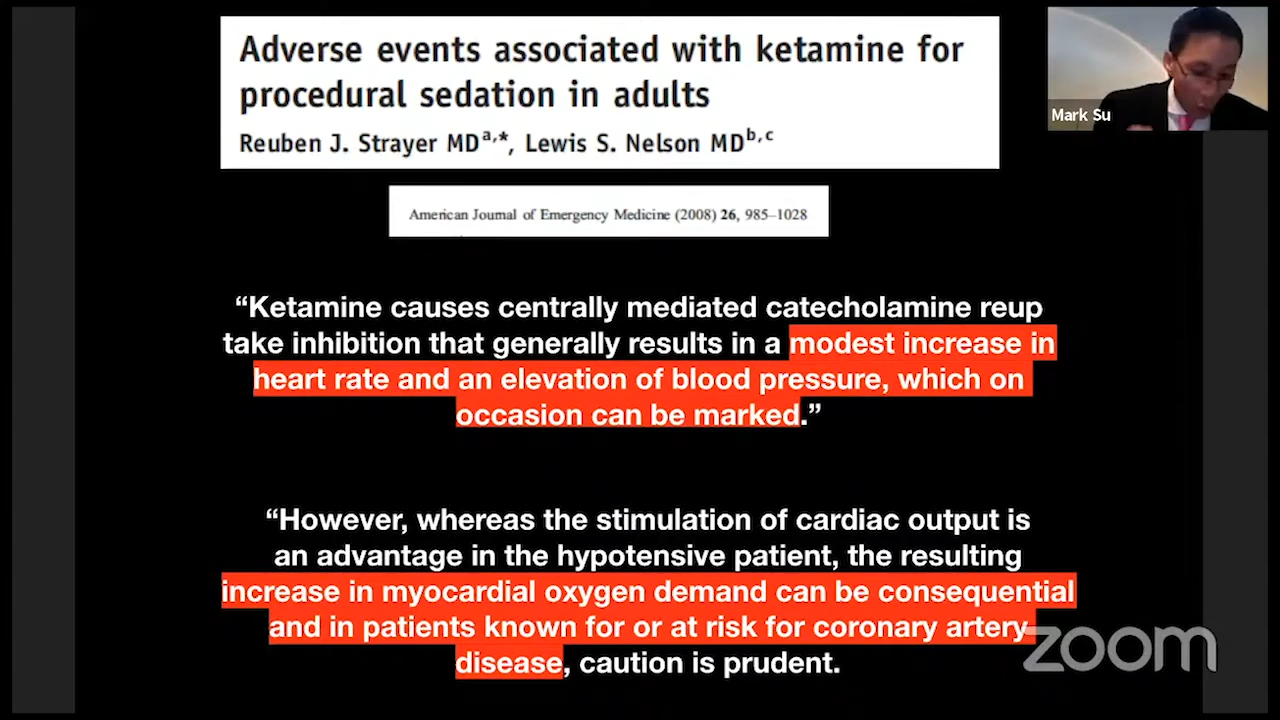 Adverse events associated with ketamine for
procedural sedation in adults
Reuben J. Strayer MDa,*, Lewis S. Nelson MDb,c
Mark Su
American Journal of Emergency Medicine (2008) 26, 985–1028
“Ketamine causes centrally mediated catecholamine reup
take inhibition that generally results in a modest increase in
heart rate and an elevation of blood pressure, which on
occasion can be marked.”
“However, whereas the stimulation of cardiac output is
an advantage in the hypotensive patient, the resulting
increase in myocardial oxygen demand can be consequential
and in patients known for or at risk for coronary artery
disease, caution is prudent.
zoom